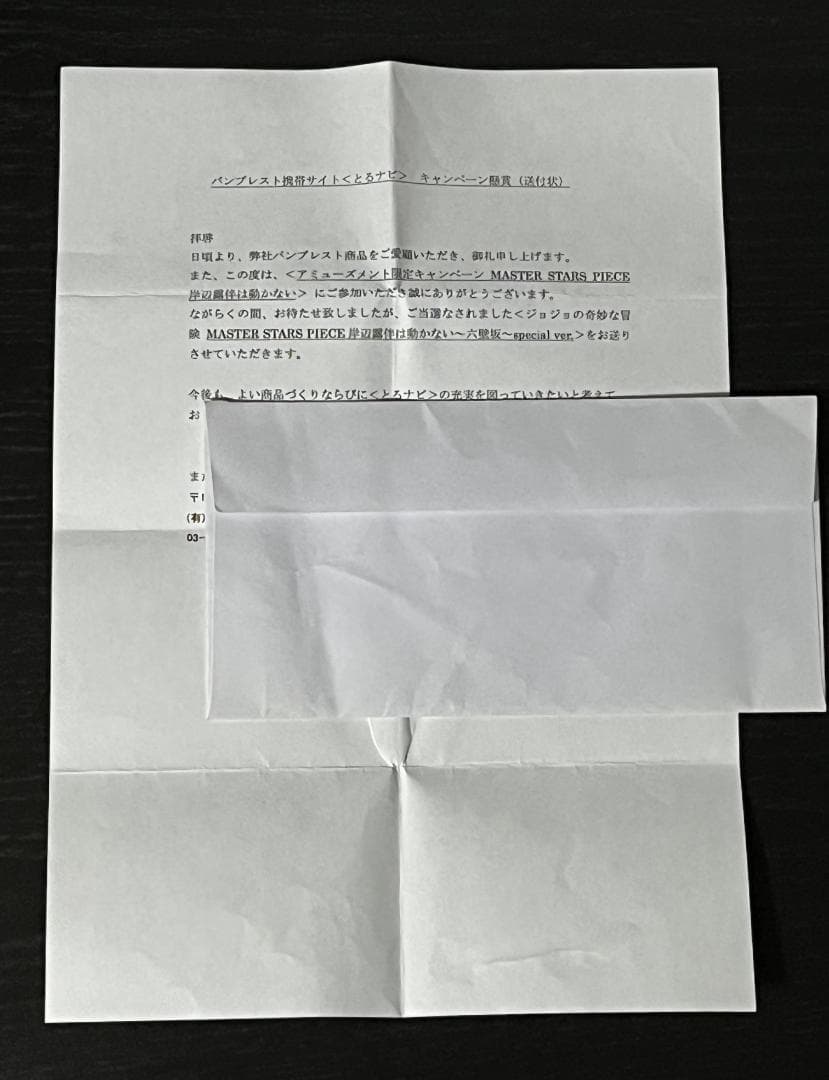 バンプレスト携帯サイト<とるナビ>　キャンペーン懸賞（送付状）
拝啓
日頃より、弊社バンプレスト商品をご愛顧いただき、御礼申し上げます。
また、この度は、<アミューズメント限定キャンペーン MASTER STARS PIECE
岸辺露伴は動かない> にご参加いただき誠にありがとうございます。
ながらくの間、お待たせ致しましたが、ご当選なされました<ジョジョの奇妙な冒
険 MASTER STARS PIECE 岸辺露伴は動かない～六壁坂～special ver.>をお送り
させていただきます。
今後も、よい商品づくりならびに<とるナビ>の充実を図っていきたいと考えて
お
また
〒1
(有)
03-